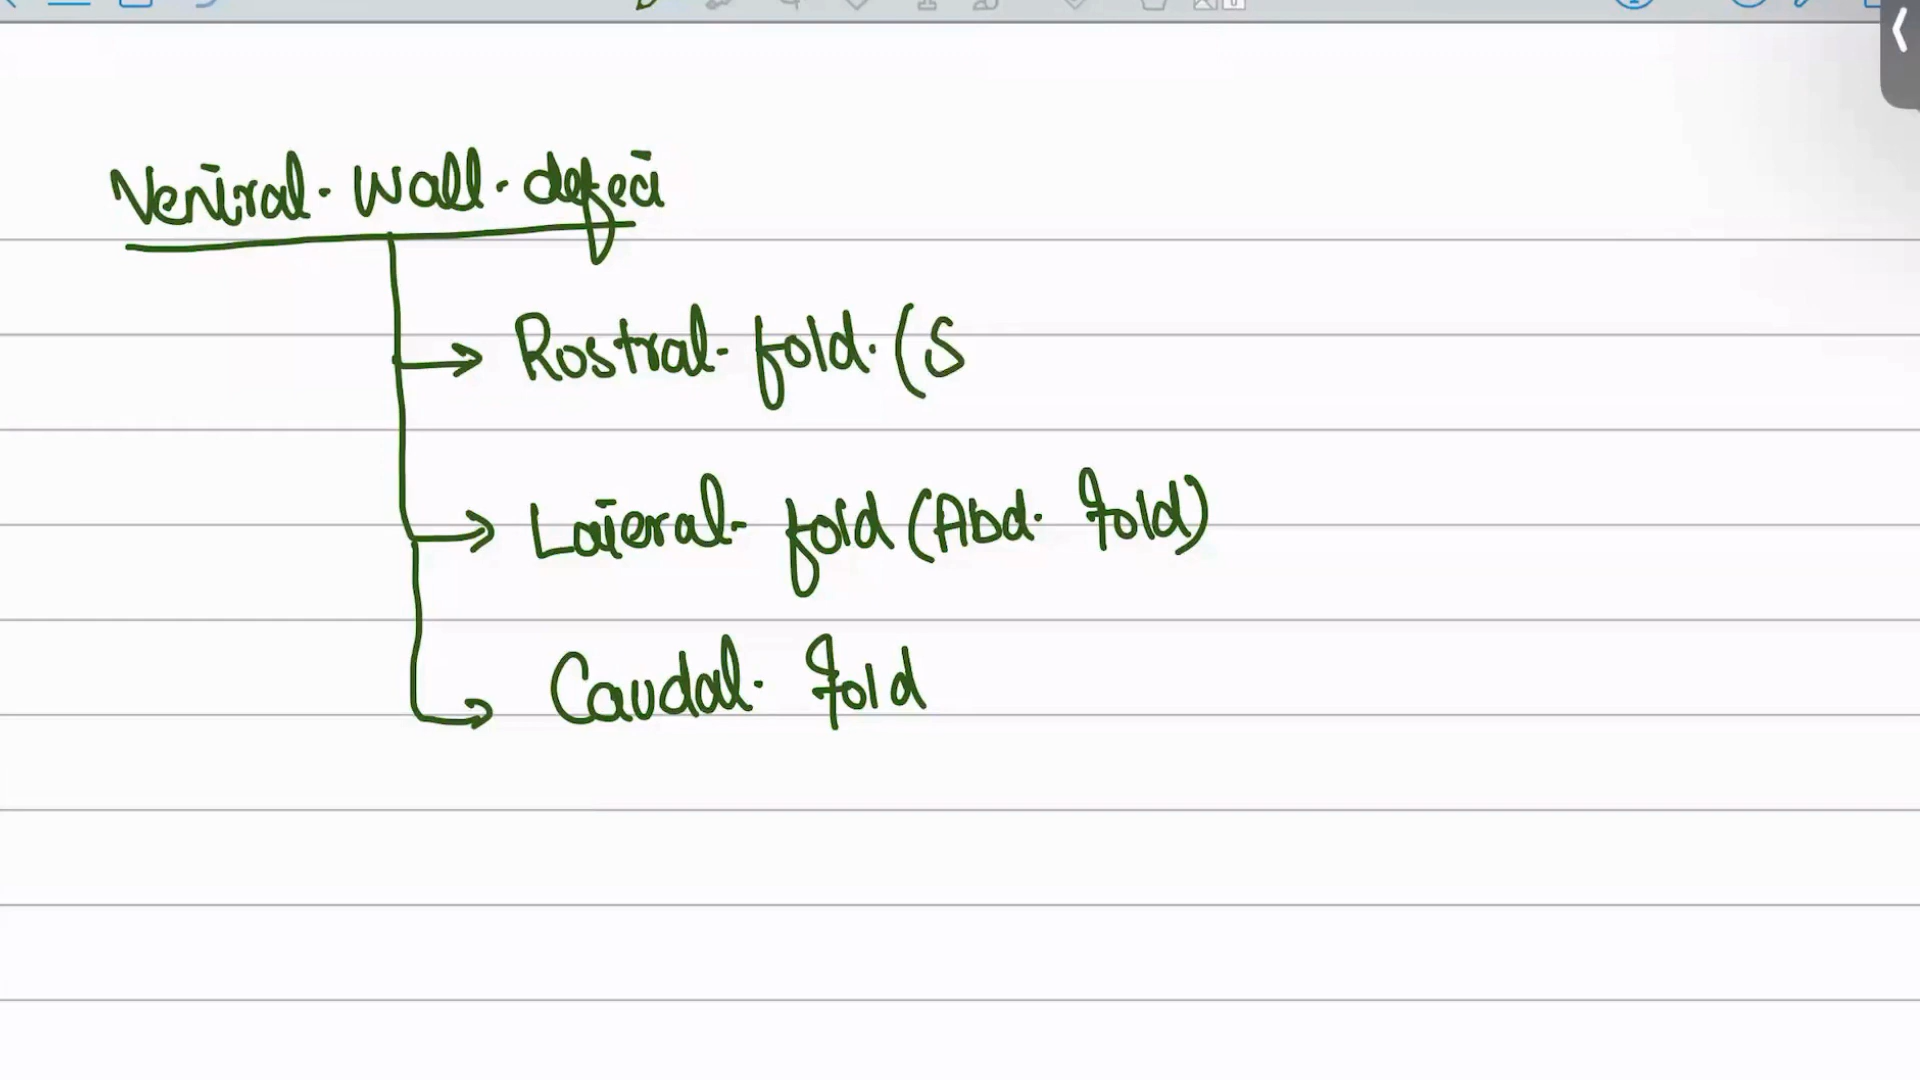 Ventral. Wall. defect
Rostral. fold. (S
Lateral. fold (Abd. fold)
Caudal. fold